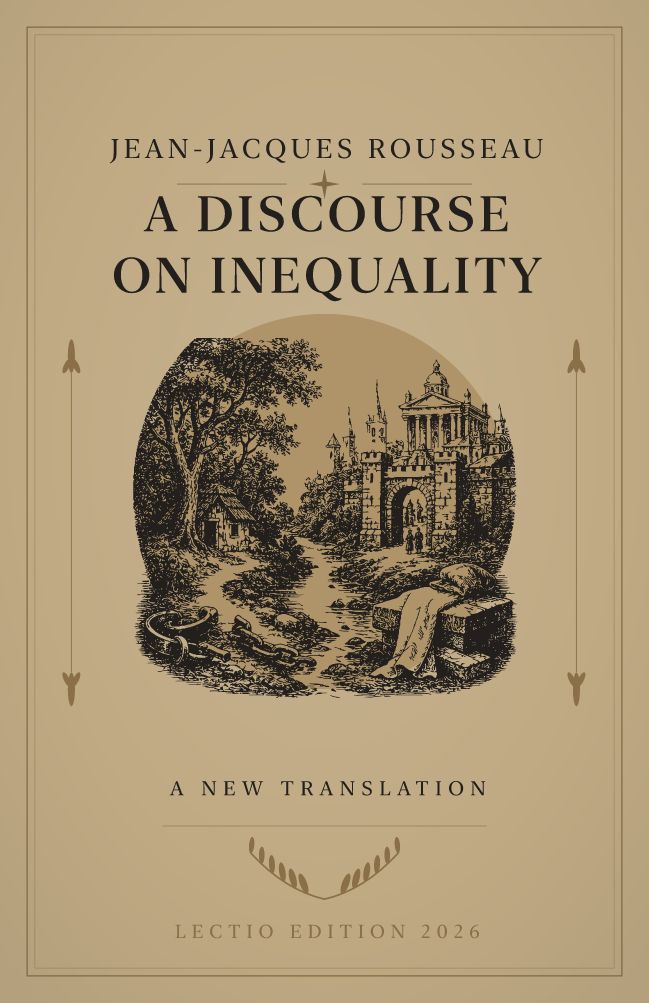 JEAN-JACQUES ROUSSEAU
A DISCOURSE
ON INEQUALITY
A NEW TRANSLATION
LECTIO EDITION 2026